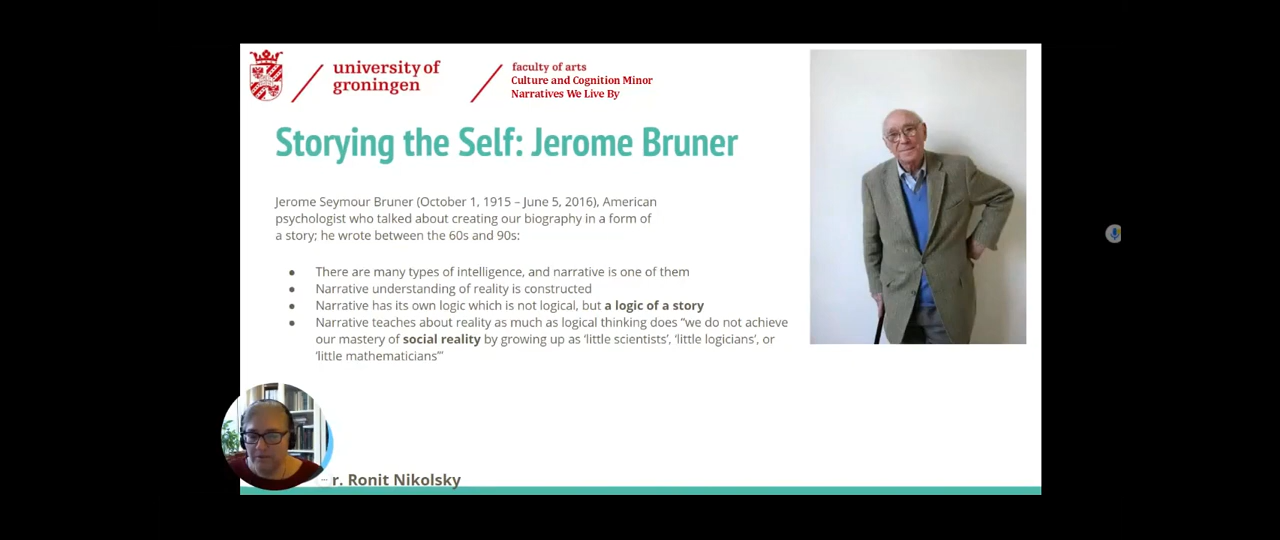 university of
groningen
faculty of arts
Culture and Cognition Minor
Narratives We Live By
Storying the Self: Jerome Bruner
Jerome Seymour Bruner (October 1, 1915 – June 5, 2016), American
psychologist who talked about creating our biography in a form of
a story; he wrote between the 60s and 90s:
● There are many types of intelligence, and narrative is one of them
● Narrative understanding of reality is constructed
● Narrative has its own logic which is not logical, but a logic of a story
● Narrative teaches about reality as much as logical thinking does “we do not achieve
our mastery of social reality by growing up as ‘little scientists’, ‘little logicians’, or
‘little mathematicians’”
r. Ronit Nikolsky